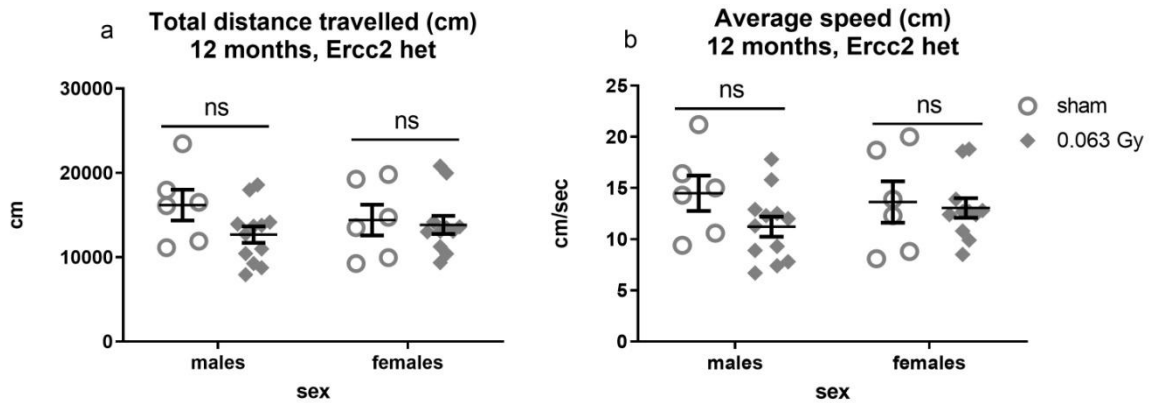 a
Total distance travelled (cm)
12 months, Ercc2 het
30000
20000
10000
0
cm
ns
ns
males
females
sex
b
Average speed (cm)
12 months, Ercc2 het
25
20
15
10
5
0
cm/sec
ns
ns
males
females
sex
sham
0.063 Gy